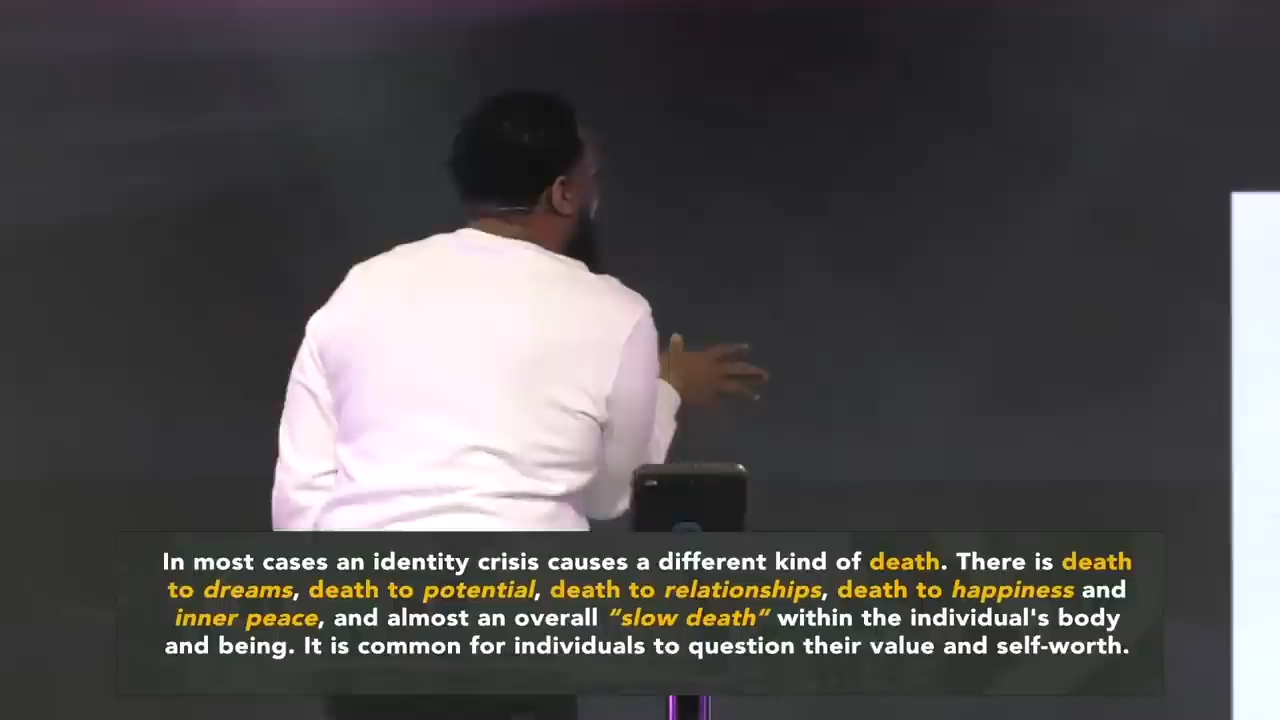 In most cases an identity crisis causes a different kind of death. There is death
to dreams, death to potential, death to relationships, death to happiness and
inner peace, and almost an overall “slow death” within the individual's body
and being. It is common for individuals to question their value and self-worth.